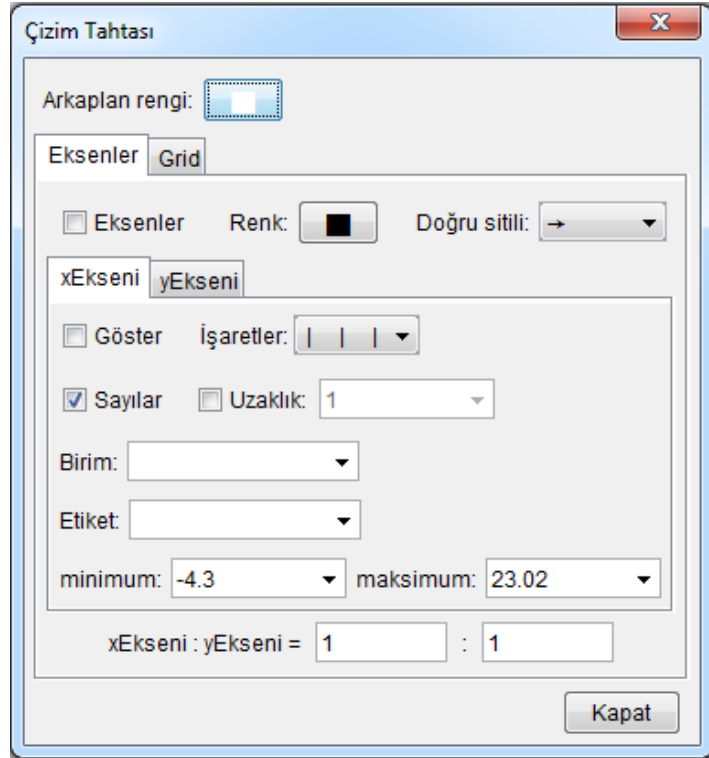 Çizim Tahtası
Arkaplan rengi:
Eksenler Grid
Eksenler Renk: Doğru sitili: →
xEkseni yEkseni
Göster İşaretler: | | |
Sayılar Uzaklık: 1
Birim:
Etiket:
minimum: -4.3 maksimum: 23.02
xEkseni : yEkseni = 1 : 1
Kapat